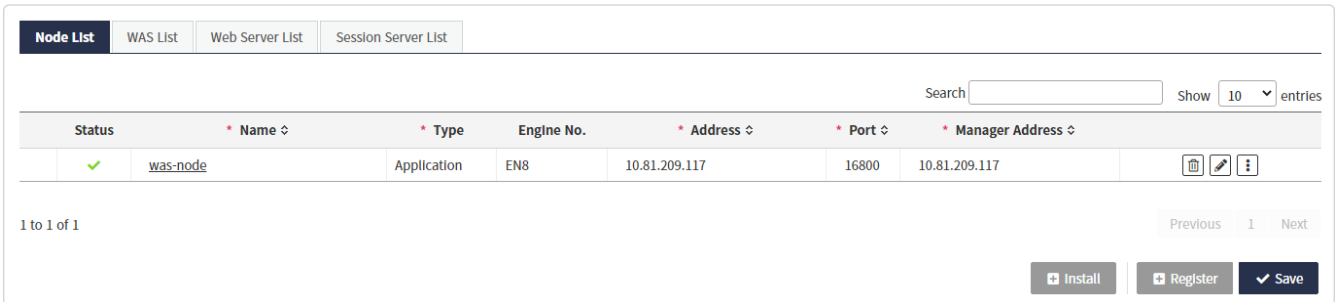 Node List WAS List Web Server List Session Server List
Search Show 10 entries
Status * Name * Type Engine No. * Address * Port * Manager Address
was-node Application EN8 10.81.209.117 16800 10.81.209.117
1 to 1 of 1 Previous 1 Next
Install Register Save